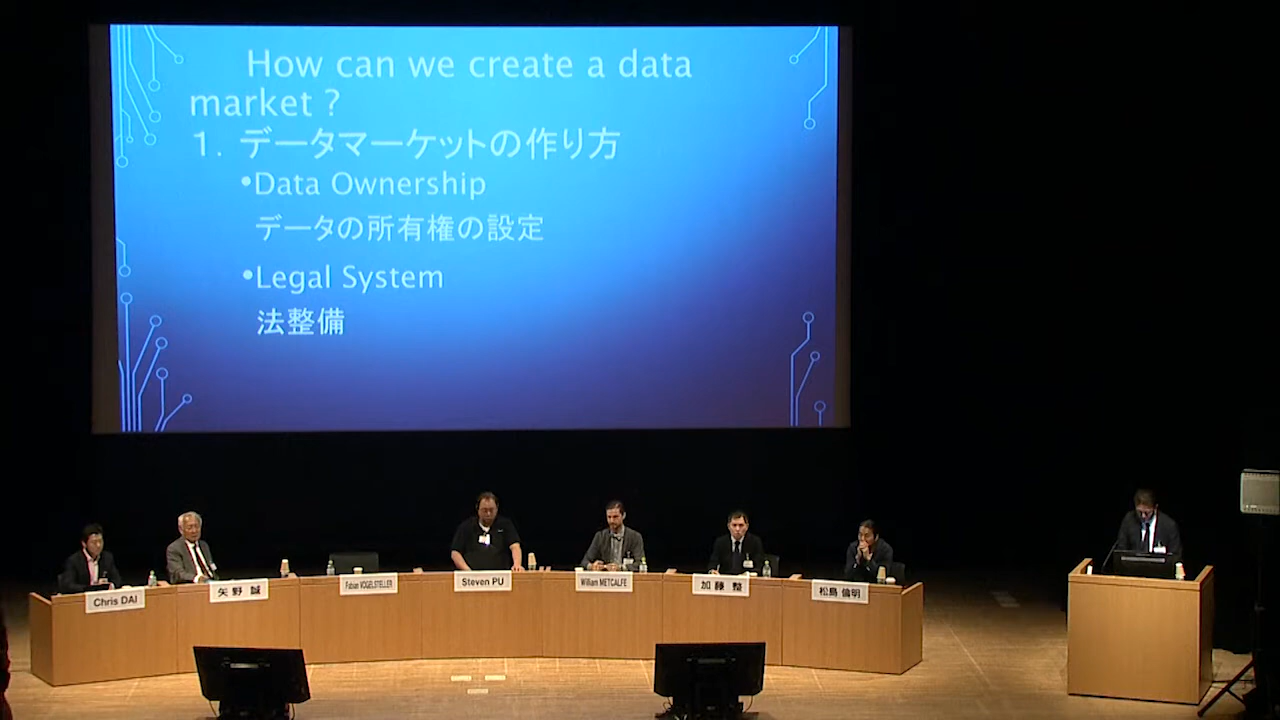 How can we create a data
market ?
1. データマーケットの作り方
•Data Ownership
データの所有権の設定
•Legal System
法整備
Chris DAI
矢野 誠
Fabian VOGELSTELLER
Steven PU
William METCALFE
加藤 整
松島 倫明